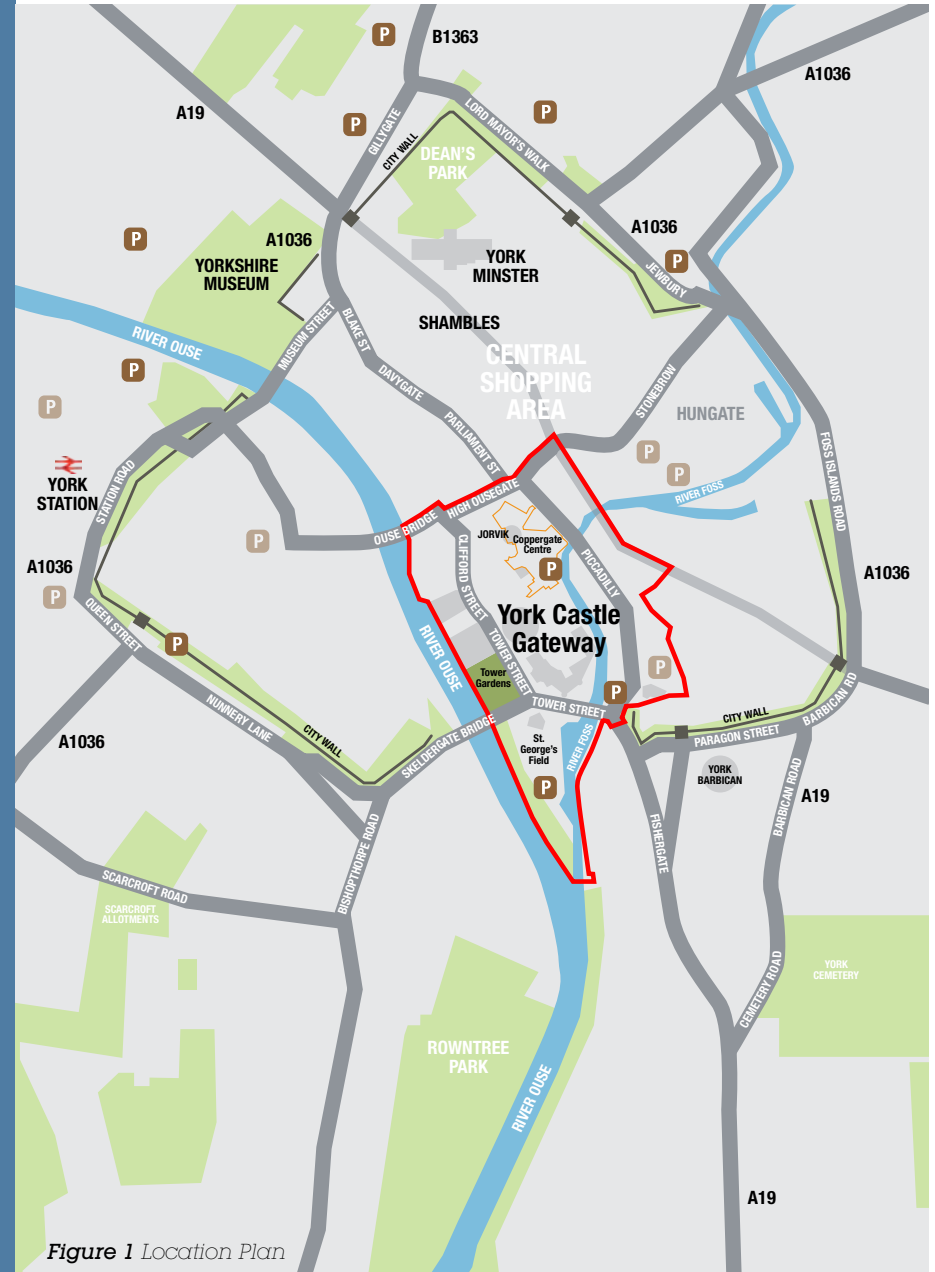 P
B1363
A1036
A19
P
P
GILLYGATE
LORD MAYOR'S WALK
CITY WALL
DEAN'S
PARK
P
A1036
A1036
YORKSHIRE
MUSEUM
YORK
MINSTER
P
JEWBURY
RIVER OUSE
MUSEUM STREET
BLAKE ST
SHAMBLES
CENTRAL
SHOPPING
AREA
P
DAVYGATE
STONEBROW
P
PARLIAMENT ST
HUNGATE
FOSS ISLANDS ROAD
P
P
YORK
STATION
STATION ROAD
RIVER FOSS
HIGH OUSEGATE
OUSE BRIDGE
P
JORVIK
Coppergate
Centre
P
CLIFFORD STREET
PICCADILLY
A1036
A1036
P
QUEEN STREET
P
York Castle
Gateway
RIVER OUSE
TOWER STREET
Tower
Gardens
P
P
TOWER STREET
NUNNERY LANE
CITY WALL
CITY WALL
BARBICAN RD
PARAGON STREET
A1036
SKELDERGATE BRIDGE
St.
George's
Field
RIVER FOSS
YORK
BARBICAN
P
A19
BARBICAN ROAD
FISHERGATE
BISHOPTHORPE ROAD
SCARCROFT ROAD
SCARCROFT
ALLOTMENTS
YORK
CEMETERY
CEMETERY ROAD
ROWNTREE
PARK
RIVER OUSE
A19
Figure 1 Location Plan